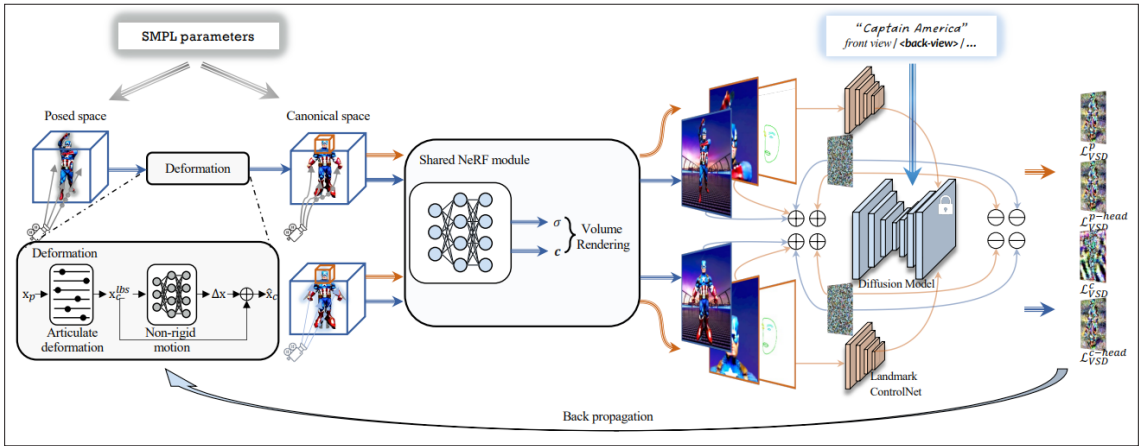 SMPL parameters
"Captain America"
front view / <back-view> / ...
Posed space
Canonical space
Deformation
Shared NeRF module
σ
c
Volume
Rendering
Deformation
x_p
x_c^lbs
Δx
x̂_c
Articulate
deformation
Non-rigid
motion
Diffusion Model
Landmark
ControlNet
ℒ_VSD^p
ℒ_VSD^p-head
ℒ_VSD^c
ℒ_VSD^c-head
Back propagation